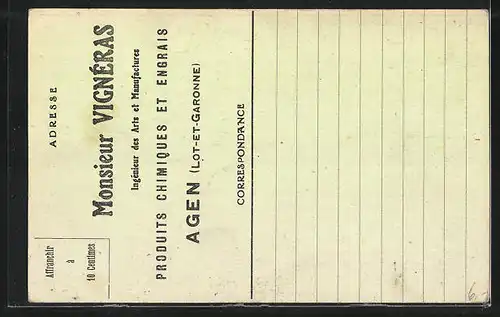 Affranchir
à
10 Centimes
ADRESSE
Monsieur VIGNÉRAS
Ingénieur des Arts et Manufactures
PRODUITS CHIMIQUES ET ENGRAIS
AGEN (LOT-ET-GARONNE)
CORRESPONDANCE